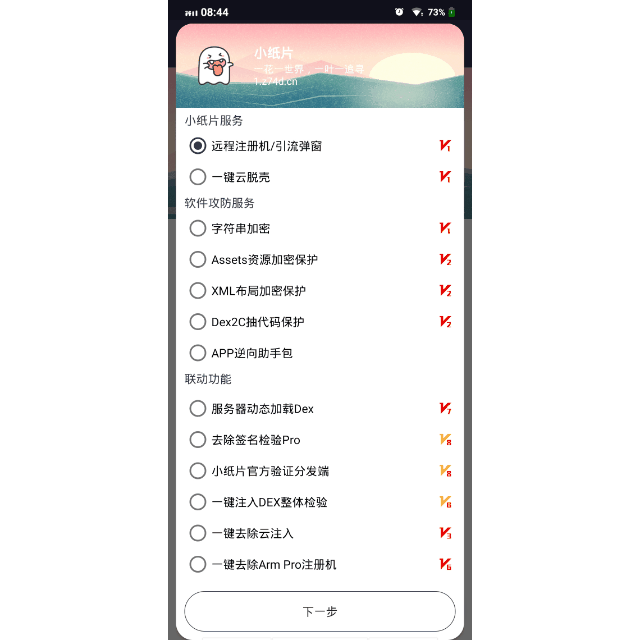 08:44
73%
小纸片
一花一世界 一叶一追寻
1.z74d.cn
小纸片服务
远程注册机/引流弹窗 V1
一键云脱壳 V1
软件攻防服务
字符串加密 V1
Assets资源加密保护 V2
XML布局加密保护 V2
Dex2C抽代码保护 V2
APP逆向助手包
联动功能
服务器动态加载Dex V7
去除签名检验Pro V8
小纸片官方验证分发端 V8
一键注入DEX整体检验 V6
一键去除云注入 V3
一键去除Arm Pro注册机 V6
下一步